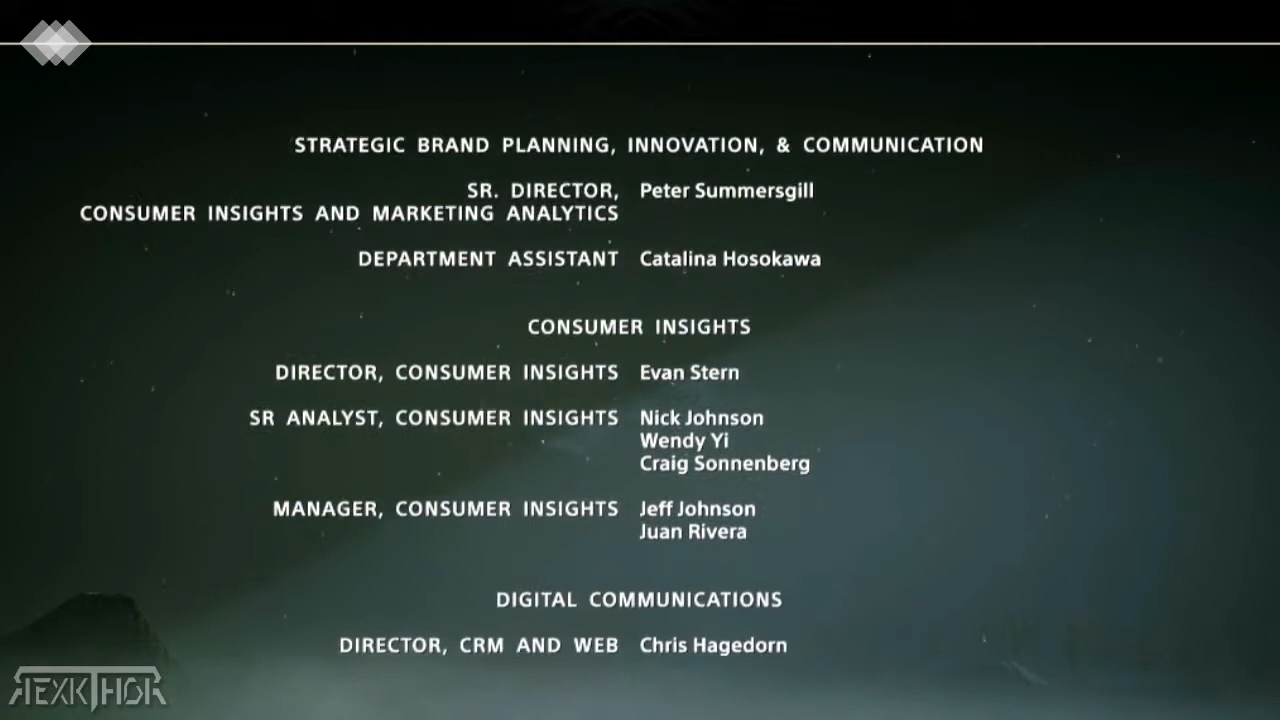 STRATEGIC BRAND PLANNING, INNOVATION, & COMMUNICATION
SR. DIRECTOR, Peter Summersgill
CONSUMER INSIGHTS AND MARKETING ANALYTICS
DEPARTMENT ASSISTANT Catalina Hosokawa
CONSUMER INSIGHTS
DIRECTOR, CONSUMER INSIGHTS Evan Stern
SR ANALYST, CONSUMER INSIGHTS Nick Johnson
Wendy Yi
Craig Sonnenberg
MANAGER, CONSUMER INSIGHTS Jeff Johnson
Juan Rivera
DIGITAL COMMUNICATIONS
DIRECTOR, CRM AND WEB Chris Hagedorn